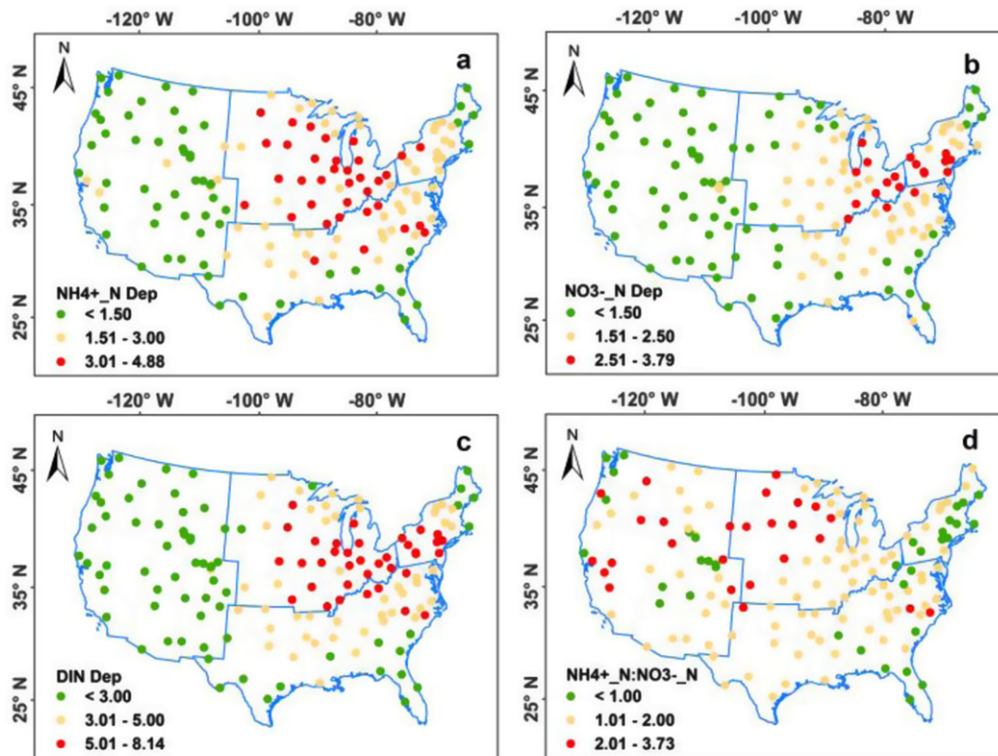 -120° W -100° W -80° W
N
a
45° N
35° N
25° N
NH4+_N Dep
< 1.50
1.51 - 3.00
3.01 - 4.88
-120° W -100° W -80° W
N
b
45° N
35° N
25° N
NO3-_N Dep
< 1.50
1.51 - 2.50
2.51 - 3.79
-120° W -100° W -80° W
N
c
45° N
35° N
25° N
DIN Dep
< 3.00
3.01 - 5.00
5.01 - 8.14
-120° W -100° W -80° W
N
d
45° N
35° N
25° N
NH4+_N:NO3-_N
< 1.00
1.01 - 2.00
2.01 - 3.73